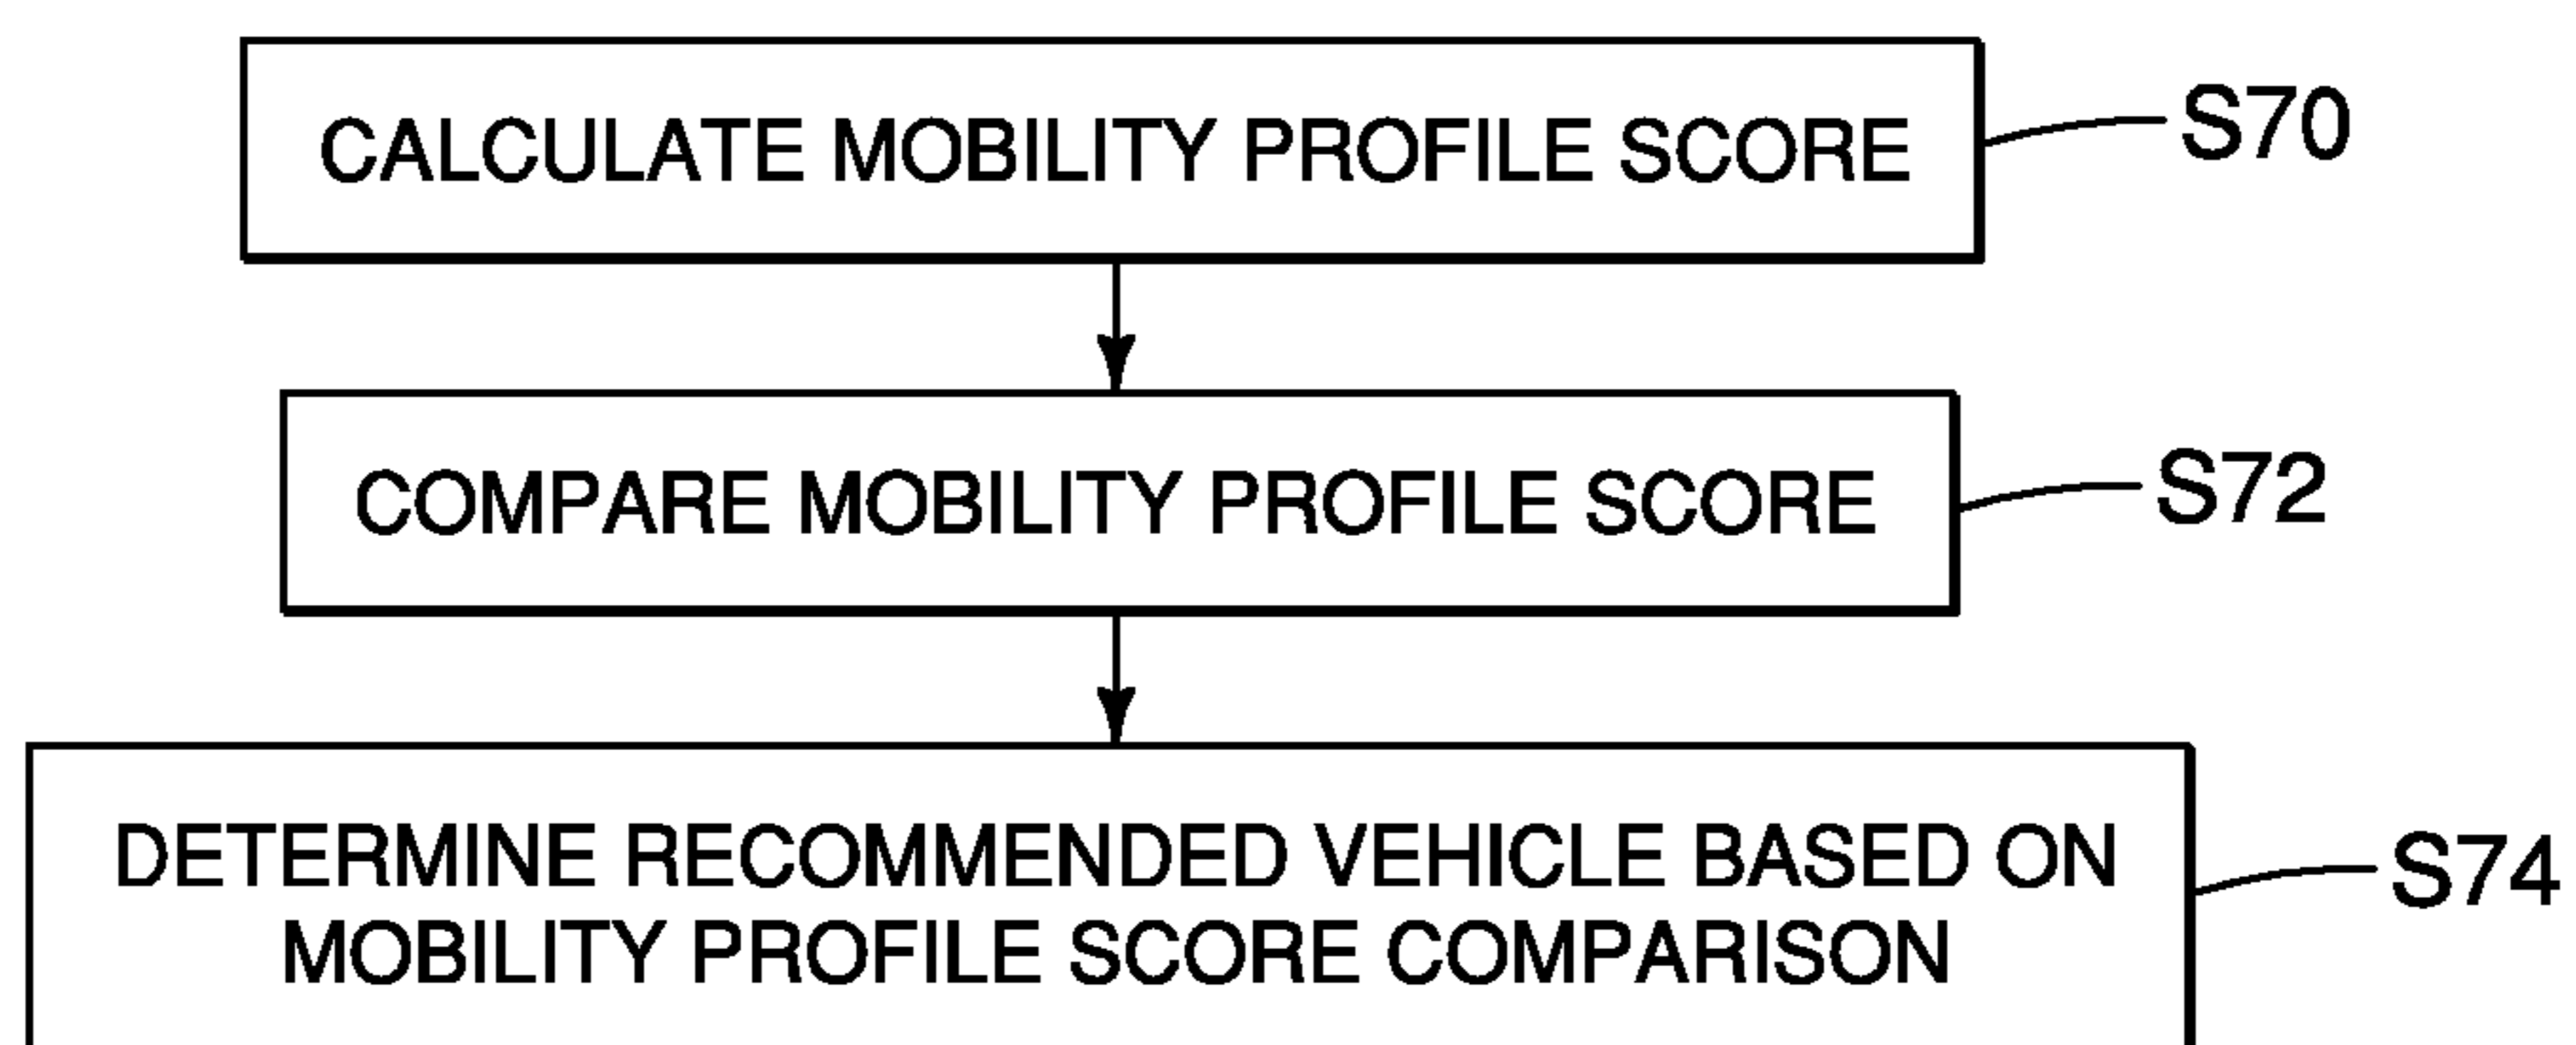 CALCULATE MOBILITY PROFILE SCORE
S70
COMPARE MOBILITY PROFILE SCORE
S72
DETERMINE RECOMMENDED VEHICLE BASED ON
MOBILITY PROFILE SCORE COMPARISON
S74